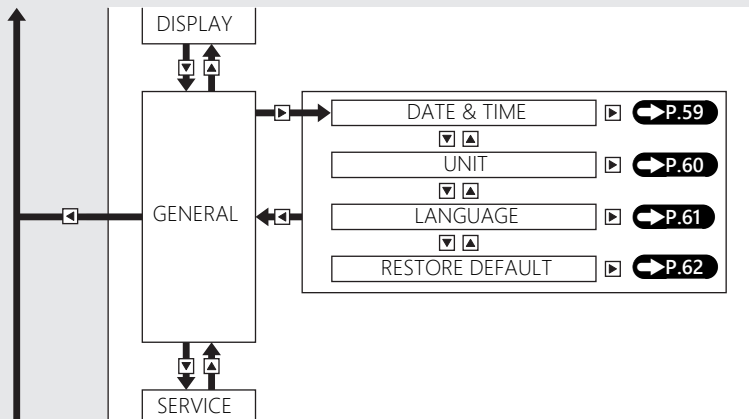 DISPLAY
DATE & TIME P.59
UNIT P.60
GENERAL
LANGUAGE P.61
RESTORE DEFAULT P.62
SERVICE